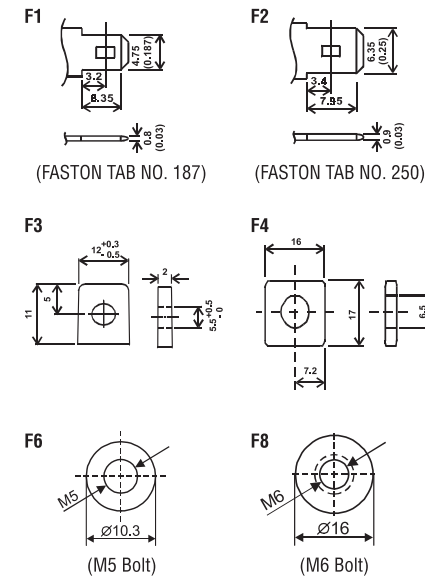 F1
F2
4.75
(0.187)
6.35
(0.25)
3.2
3.4
6.35
7.95
0.8
(0.03)
0.9
(0.03)
(FASTON TAB NO. 187)
(FASTON TAB NO. 250)
F3
F4
12 +0.3 -0.5
16
2
5
11
5.5 +0.5 -0
17
6.5
7.2
F6
F8
M5
M6
Ø10.3
Ø16
(M5 Bolt)
(M6 Bolt)